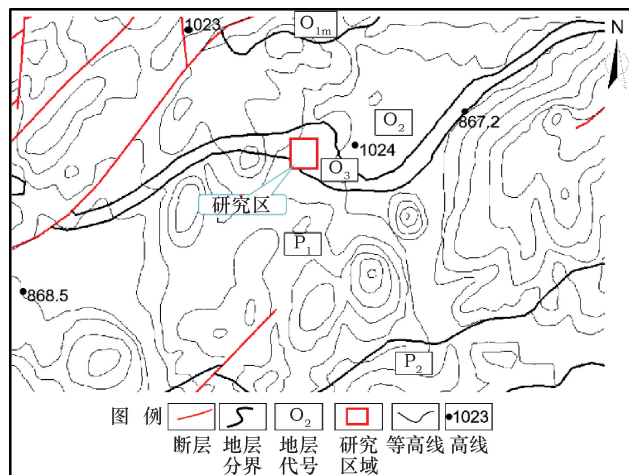 1023
O1m
N
O2
867.2
1024
O3
研究区
P1
868.5
P2
图 例
O2
1023
断层
地层
分界
地层
代号
研究
区域
等高线
高线